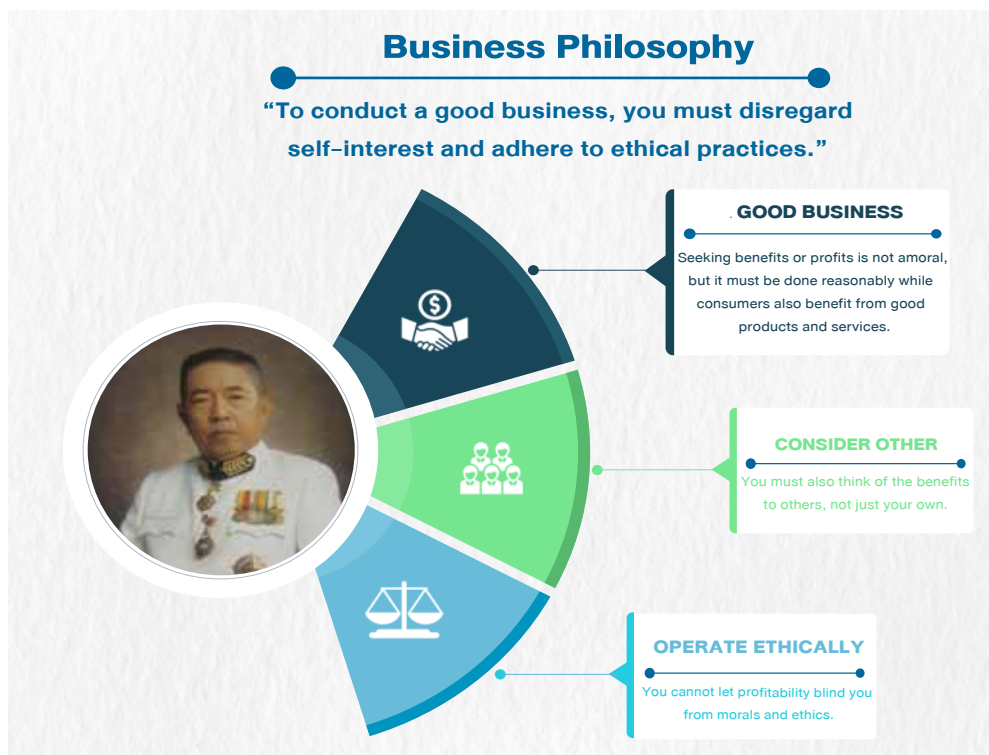 Business Philosophy
“To conduct a good business, you must disregard
self-interest and adhere to ethical practices.”
. GOOD BUSINESS
Seeking benefits or profits is not amoral,
but it must be done reasonably while
consumers also benefit from good
products and services.
CONSIDER OTHER
You must also think of the benefits
to others, not just your own.
OPERATE ETHICALLY
You cannot let profitability blind you
from morals and ethics.